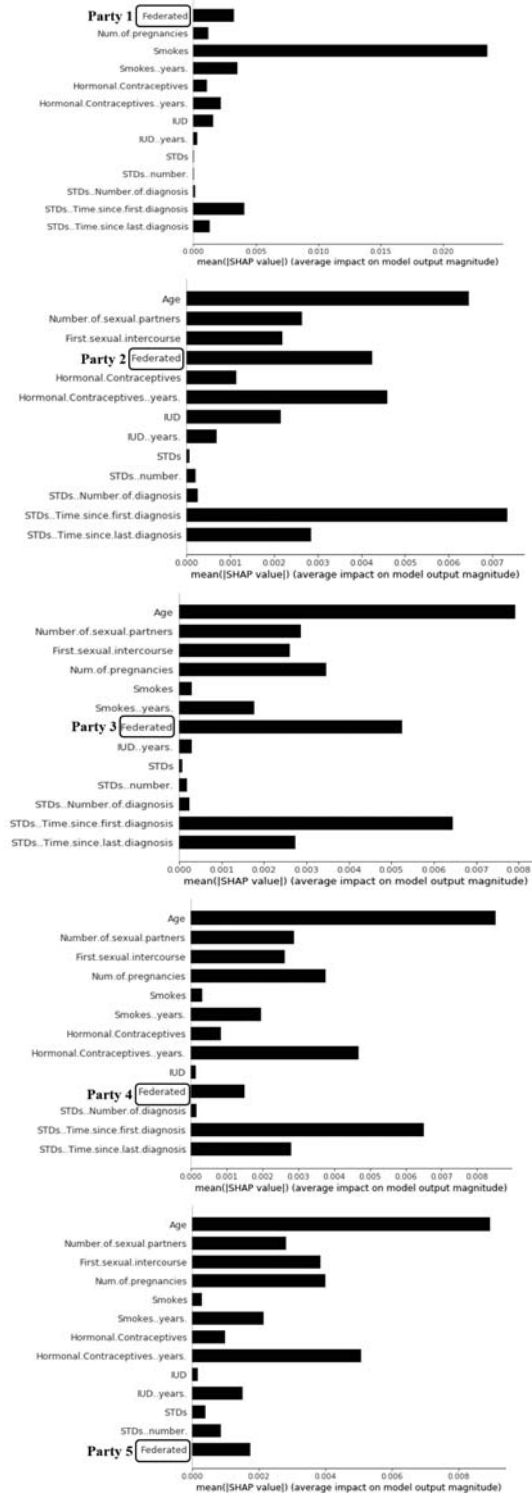 Party 1 Federated
Num.of.pregnancies
Smokes
Smokes..years.
Hormonal.Contraceptives
Hormonal.Contraceptives..years.
IUD
IUD..years.
STDs
STDs..number.
STDs..Number.of.diagnosis
STDs..Time.since.first.diagnosis
STDs..Time.since.last.diagnosis
0.000 0.005 0.010 0.015 0.020
mean(|SHAP value|) (average impact on model output magnitude)
Age
Number.of.sexual.partners
First.sexual.intercourse
Party 2 Federated
Hormonal.Contraceptives
Hormonal.Contraceptives..years.
IUD
IUD..years.
STDs
STDs..number.
STDs..Number.of.diagnosis
STDs..Time.since.first.diagnosis
STDs..Time.since.last.diagnosis
0.000 0.001 0.002 0.003 0.004 0.005 0.006 0.007
mean(|SHAP value|) (average impact on model output magnitude)
Age
Number.of.sexual.partners
First.sexual.intercourse
Num.of.pregnancies
Smokes
Smokes..years.
Party 3 Federated
IUD..years.
STDs
STDs..number.
STDs..Number.of.diagnosis
STDs..Time.since.first.diagnosis
STDs..Time.since.last.diagnosis
0.000 0.001 0.002 0.003 0.004 0.005 0.006 0.007 0.008
mean(|SHAP value|) (average impact on model output magnitude)
Age
Number.of.sexual.partners
First.sexual.intercourse
Num.of.pregnancies
Smokes
Smokes..years.
Hormonal.Contraceptives
Hormonal.Contraceptives..years.
IUD
Party 4 Federated
STDs..Number.of.diagnosis
STDs..Time.since.first.diagnosis
STDs..Time.since.last.diagnosis
0.000 0.001 0.002 0.003 0.004 0.005 0.006 0.007 0.008
mean(|SHAP value|) (average impact on model output magnitude)
Age
Number.of.sexual.partners
First.sexual.intercourse
Num.of.pregnancies
Smokes
Smokes..years.
Hormonal.Contraceptives
Hormonal.Contraceptives..years.
IUD
IUD..years.
STDs
STDs..number.
Party 5 Federated
0.000 0.002 0.004 0.006 0.008
mean(|SHAP value|) (average impact on model output magnitude)